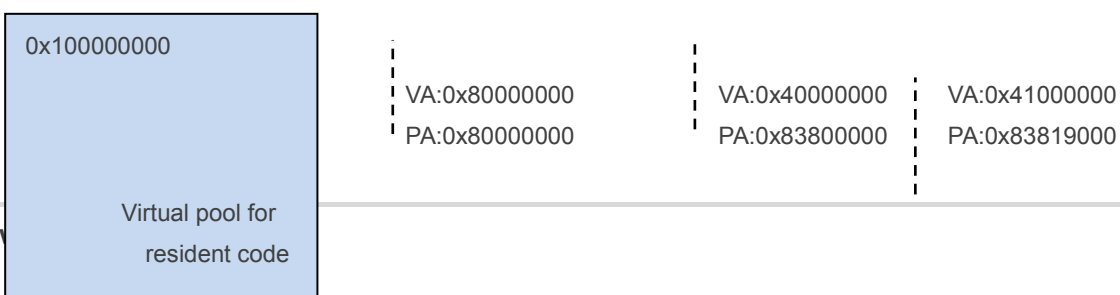 0x100000000
VA:0x80000000
PA:0x80000000
VA:0x40000000
PA:0x83800000
VA:0x41000000
PA:0x83819000
Virtual pool for
resident code